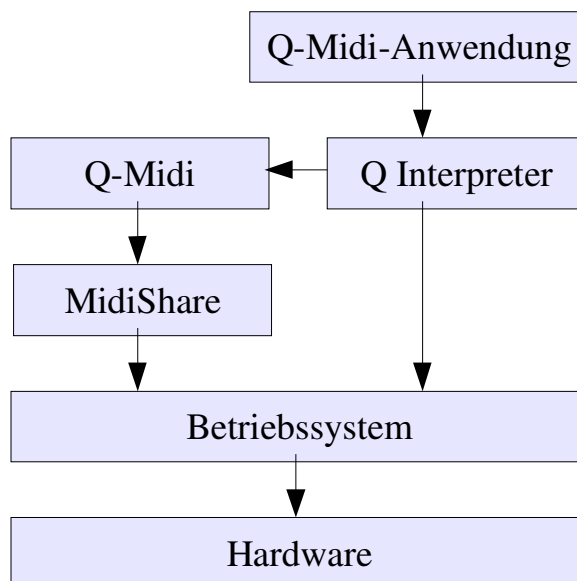 Q-Midi-Anwendung
Q-Midi
Q Interpreter
MidiShare
Betriebssystem
Hardware